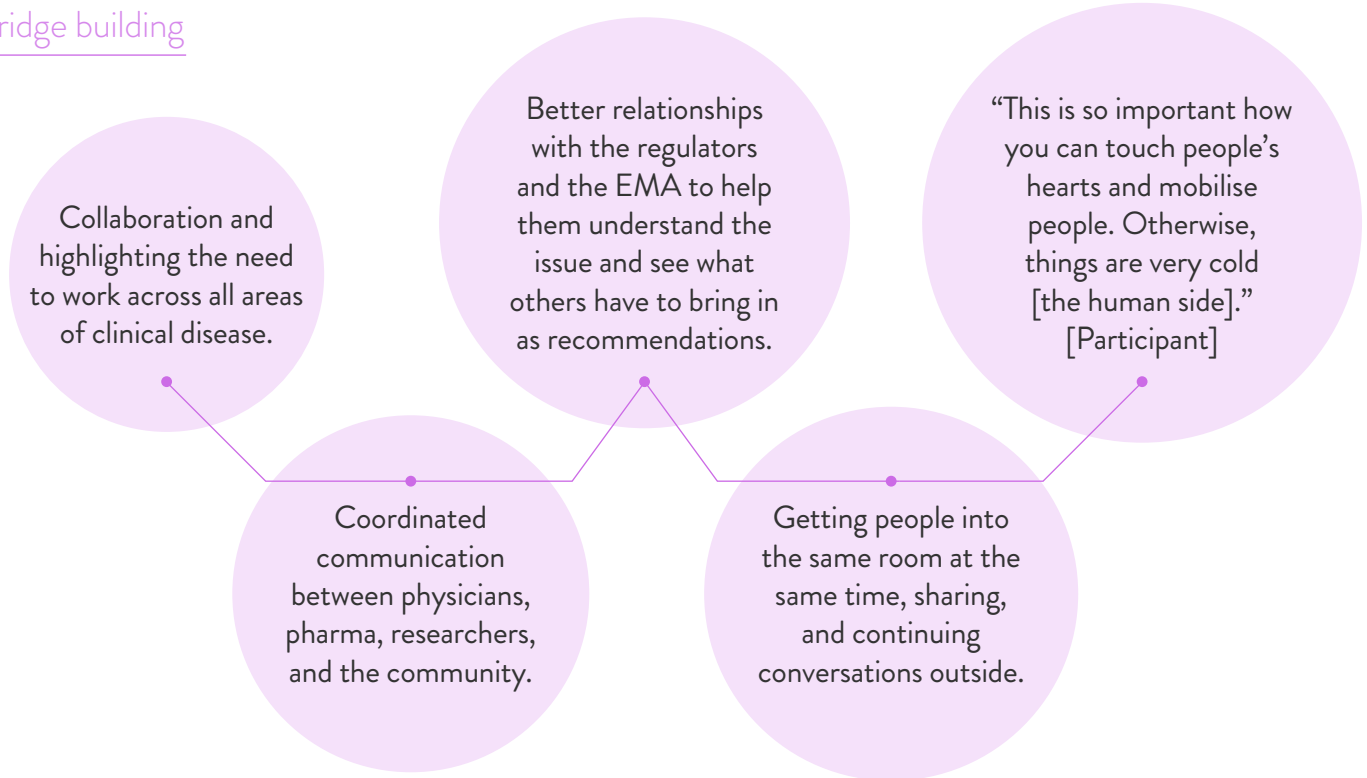 ridge building
Collaboration and
highlighting the need
to work across all areas
of clinical disease.
Coordinated
communication
between physicians,
pharma, researchers,
and the community.
Better relationships
with the regulators
and the EMA to help
them understand the
issue and see what
others have to bring in
as recommendations.
Getting people into
the same room at the
same time, sharing,
and continuing
conversations outside.
“This is so important how
you can touch people’s
hearts and mobilise
people. Otherwise,
things are very cold
[the human side].”
[Participant]